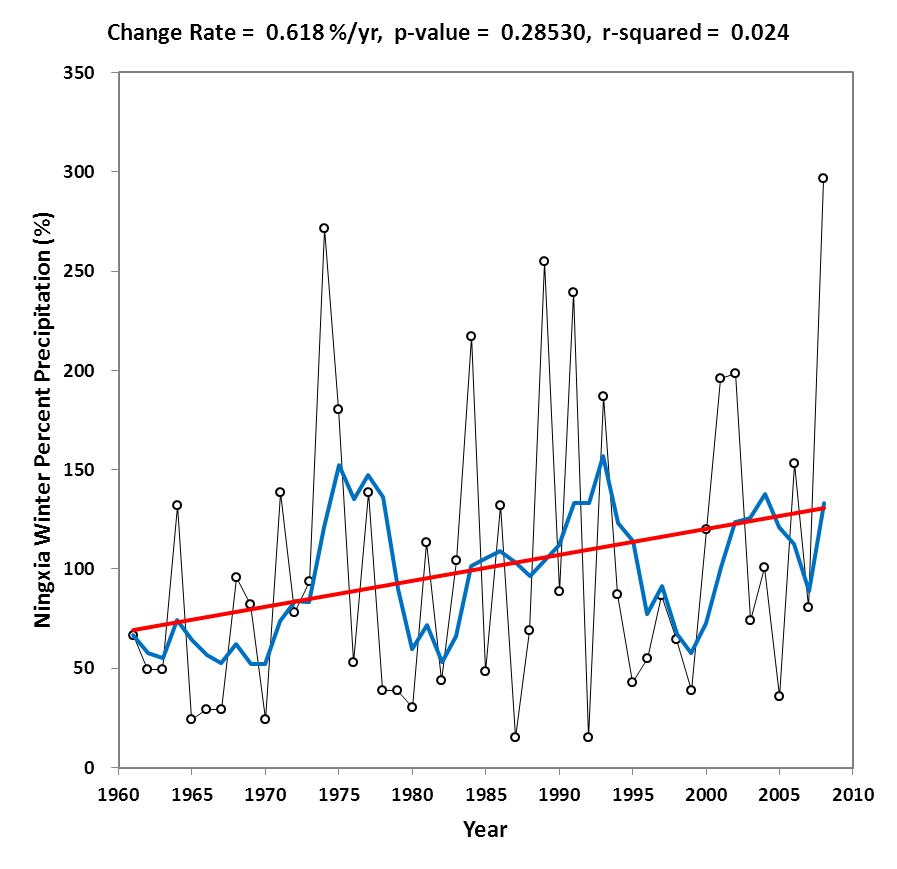 Change Rate = 0.618 %/yr, p-value = 0.28530, r-squared = 0.024
350
300
250
200
150
100
50
0
Ningxia Winter Percent Precipitation (%)
1960 1965 1970 1975 1980 1985 1990 1995 2000 2005 2010
Year